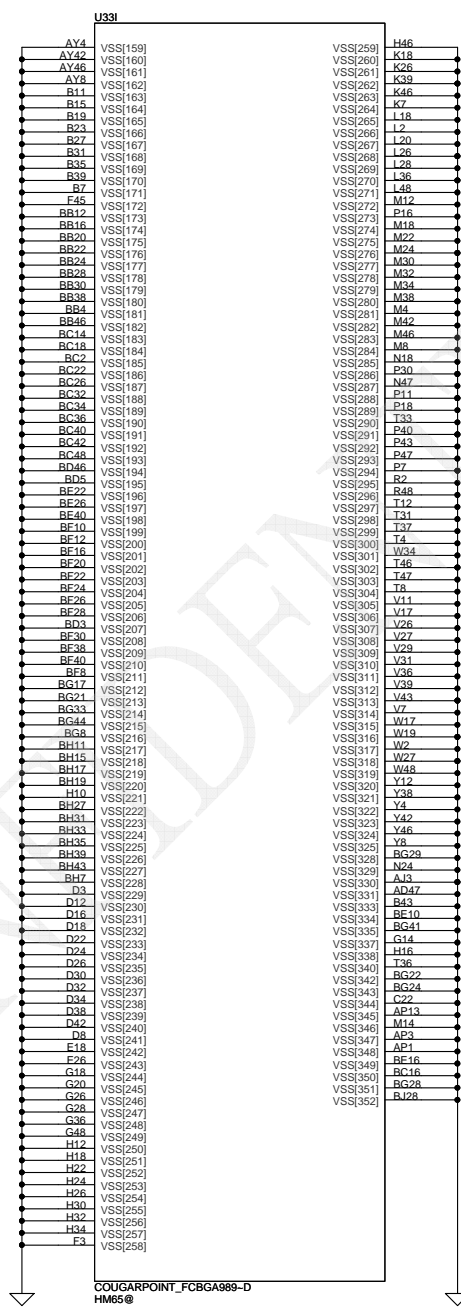 U33I
AY4 VSS[159] VSS[259] H46
AY42 VSS[160] VSS[260] K18
AY46 VSS[161] VSS[261] K26
AY8 VSS[162] VSS[262] K39
B11 VSS[163] VSS[263] K46
B15 VSS[164] VSS[264] K7
B19 VSS[165] VSS[265] L18
B23 VSS[166] VSS[266] L2
B27 VSS[167] VSS[267] L20
B31 VSS[168] VSS[268] L26
B35 VSS[169] VSS[269] L28
B39 VSS[170] VSS[270] L36
B7 VSS[171] VSS[271] L48
F45 VSS[172] VSS[272] M12
BB12 VSS[173] VSS[273] P16
BB16 VSS[174] VSS[274] M18
BB20 VSS[175] VSS[275] M22
BB22 VSS[176] VSS[276] M24
BB24 VSS[177] VSS[277] M30
BB28 VSS[178] VSS[278] M32
BB30 VSS[179] VSS[279] M34
BB38 VSS[180] VSS[280] M38
BB4 VSS[181] VSS[281] M4
BB46 VSS[182] VSS[282] M42
BC14 VSS[183] VSS[283] M46
BC18 VSS[184] VSS[284] M8
BC2 VSS[185] VSS[285] N18
BC22 VSS[186] VSS[286] P30
BC26 VSS[187] VSS[287] N47
BC32 VSS[188] VSS[288] P11
BC34 VSS[189] VSS[289] P18
BC36 VSS[190] VSS[290] T33
BC40 VSS[191] VSS[291] P40
BC42 VSS[192] VSS[292] P43
BC48 VSS[193] VSS[293] P47
BD46 VSS[194] VSS[294] P7
BD5 VSS[195] VSS[295] R2
BE22 VSS[196] VSS[296] R48
BE26 VSS[197] VSS[297] T12
BE40 VSS[198] VSS[298] T31
BF10 VSS[199] VSS[299] T37
BF12 VSS[200] VSS[300] T4
BF16 VSS[201] VSS[301] W34
BF20 VSS[202] VSS[302] T46
BF22 VSS[203] VSS[303] T47
BF24 VSS[204] VSS[304] T8
BF26 VSS[205] VSS[305] V11
BF28 VSS[206] VSS[306] V17
BD3 VSS[207] VSS[307] V26
BF30 VSS[208] VSS[308] V27
BF38 VSS[209] VSS[309] V29
BF40 VSS[210] VSS[310] V31
BF8 VSS[211] VSS[311] V36
BG17 VSS[212] VSS[312] V39
BG21 VSS[213] VSS[313] V43
BG33 VSS[214] VSS[314] V7
BG44 VSS[215] VSS[315] W17
BG8 VSS[216] VSS[316] W19
BH11 VSS[217] VSS[317] W2
BH15 VSS[218] VSS[318] W27
BH17 VSS[219] VSS[319] W48
BH19 VSS[220] VSS[320] Y12
H10 VSS[221] VSS[321] Y38
BH27 VSS[222] VSS[322] Y4
BH31 VSS[223] VSS[323] Y42
BH33 VSS[224] VSS[324] Y46
BH35 VSS[225] VSS[325] Y8
BH39 VSS[226] VSS[328] BG29
BH43 VSS[227] VSS[329] N24
BH7 VSS[228] VSS[330] AJ3
D3 VSS[229] VSS[331] AD47
D12 VSS[230] VSS[333] B43
D16 VSS[231] VSS[334] BE10
D18 VSS[232] VSS[335] BG41
D22 VSS[233] VSS[337] G14
D24 VSS[234] VSS[338] H16
D26 VSS[235] VSS[340] T36
D30 VSS[236] VSS[342] BG22
D32 VSS[237] VSS[343] BG24
D34 VSS[238] VSS[344] C22
D38 VSS[239] VSS[345] AP13
D42 VSS[240] VSS[346] M14
D8 VSS[241] VSS[347] AP3
E18 VSS[242] VSS[348] AP1
E26 VSS[243] VSS[349] BE16
G18 VSS[244] VSS[350] BC16
G20 VSS[245] VSS[351] BG28
G26 VSS[246] VSS[352] BJ28
G28 VSS[247]
G36 VSS[248]
G48 VSS[249]
H12 VSS[250]
H18 VSS[251]
H22 VSS[252]
H24 VSS[253]
H26 VSS[254]
H30 VSS[255]
H32 VSS[256]
H34 VSS[257]
F3 VSS[258]
COUGARPOINT_FCBGA989~D
HM65@